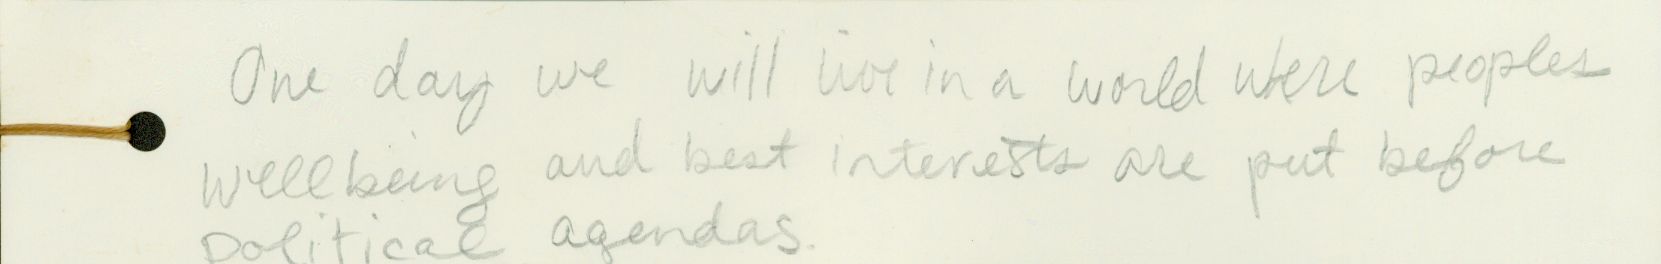 One day we will live in a world where peoples
wellbeing and best interests are put before
political agendas.